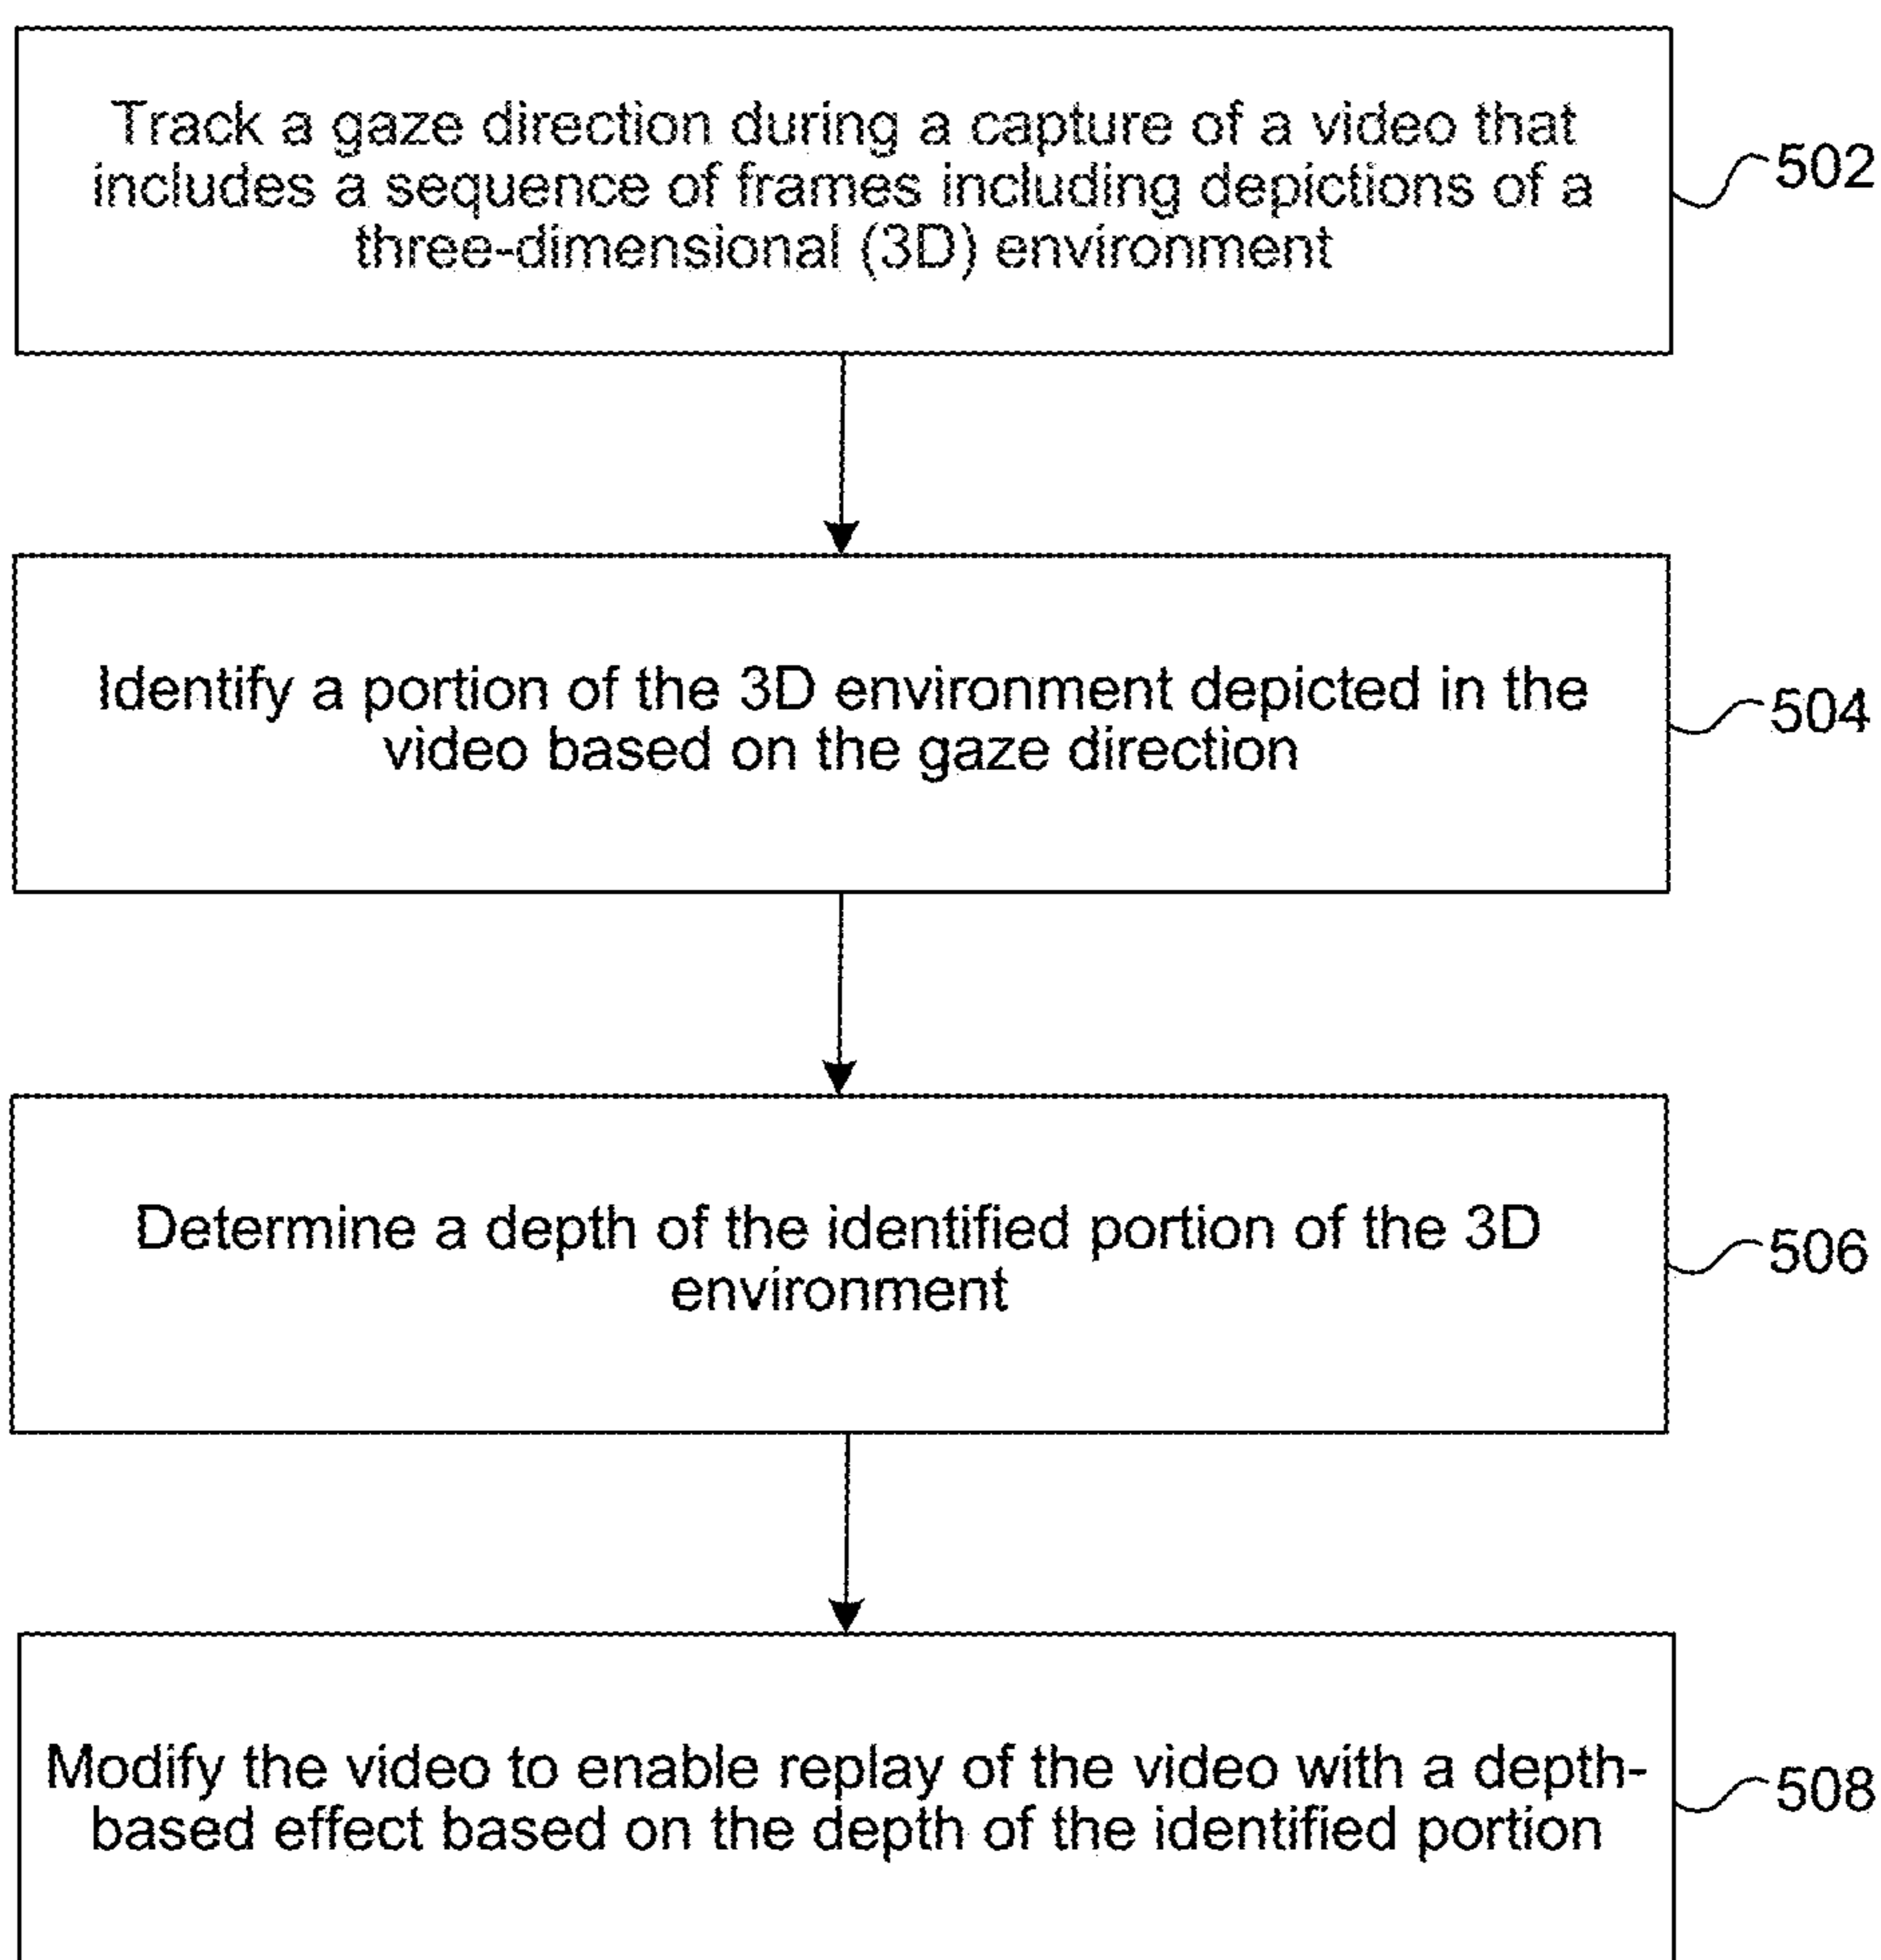 Track a gaze direction during a capture of a video that
includes a sequence of frames including depictions of a
three-dimensional (3D) environment
502
Identify a portion of the 3D environment depicted in the
video based on the gaze direction
504
Determine a depth of the identified portion of the 3D
environment
506
Modify the video to enable replay of the video with a depth-
based effect based on the depth of the identified portion
508